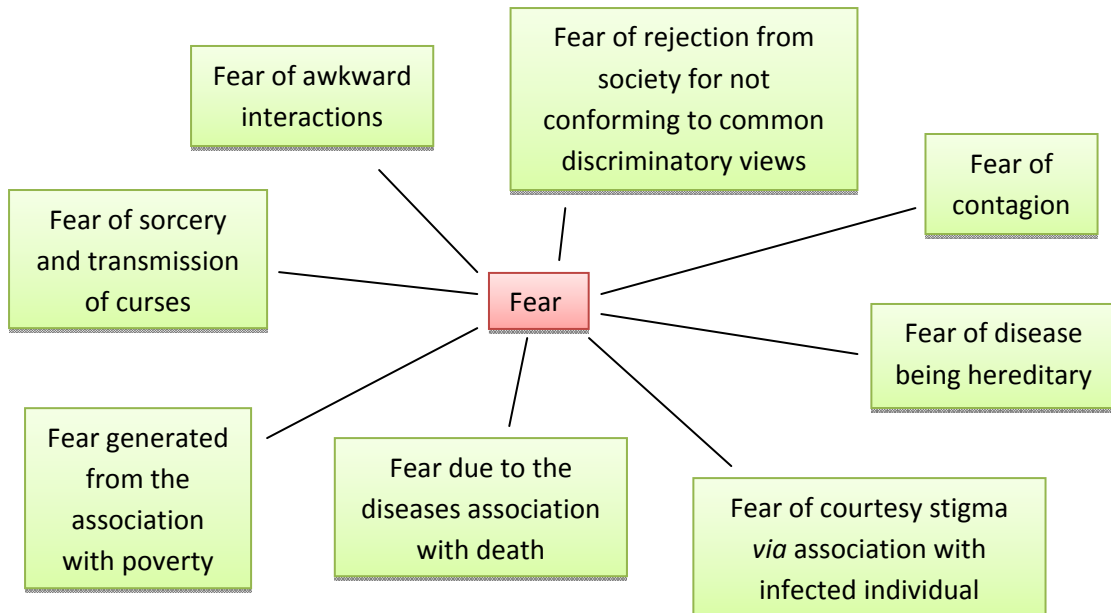 Fear of awkward
interactions
Fear of rejection from
society for not
conforming to common
discriminatory views
Fear of
contagion
Fear of sorcery
and transmission
of curses
Fear
Fear of disease
being hereditary
Fear generated
from the
association
with poverty
Fear due to the
diseases association
with death
Fear of courtesy stigma
via association with
infected individual